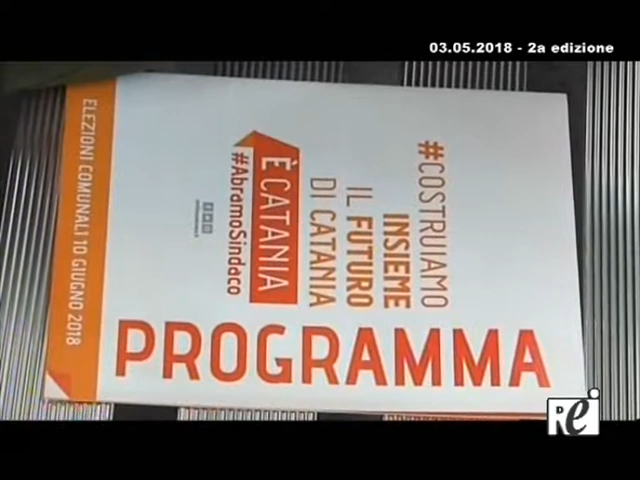 03.05.2018 - 2a edizione
#COSTRUIAMO
INSIEME
IL FUTURO
DI CATANIA
È CATANIA
#AbramoSindaco
PROGRAMMA
ELEZIONI COMUNALI 10 GIUGNO 2018
Rei